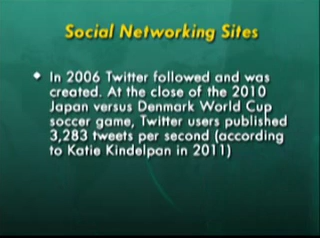 Social Networking Sites
In 2006 Twitter followed and was
created. At the close of the 2010
Japan versus Denmark World Cup
soccer game, Twitter users published
3,283 tweets per second (according
to Katie Kindelpan in 2011)